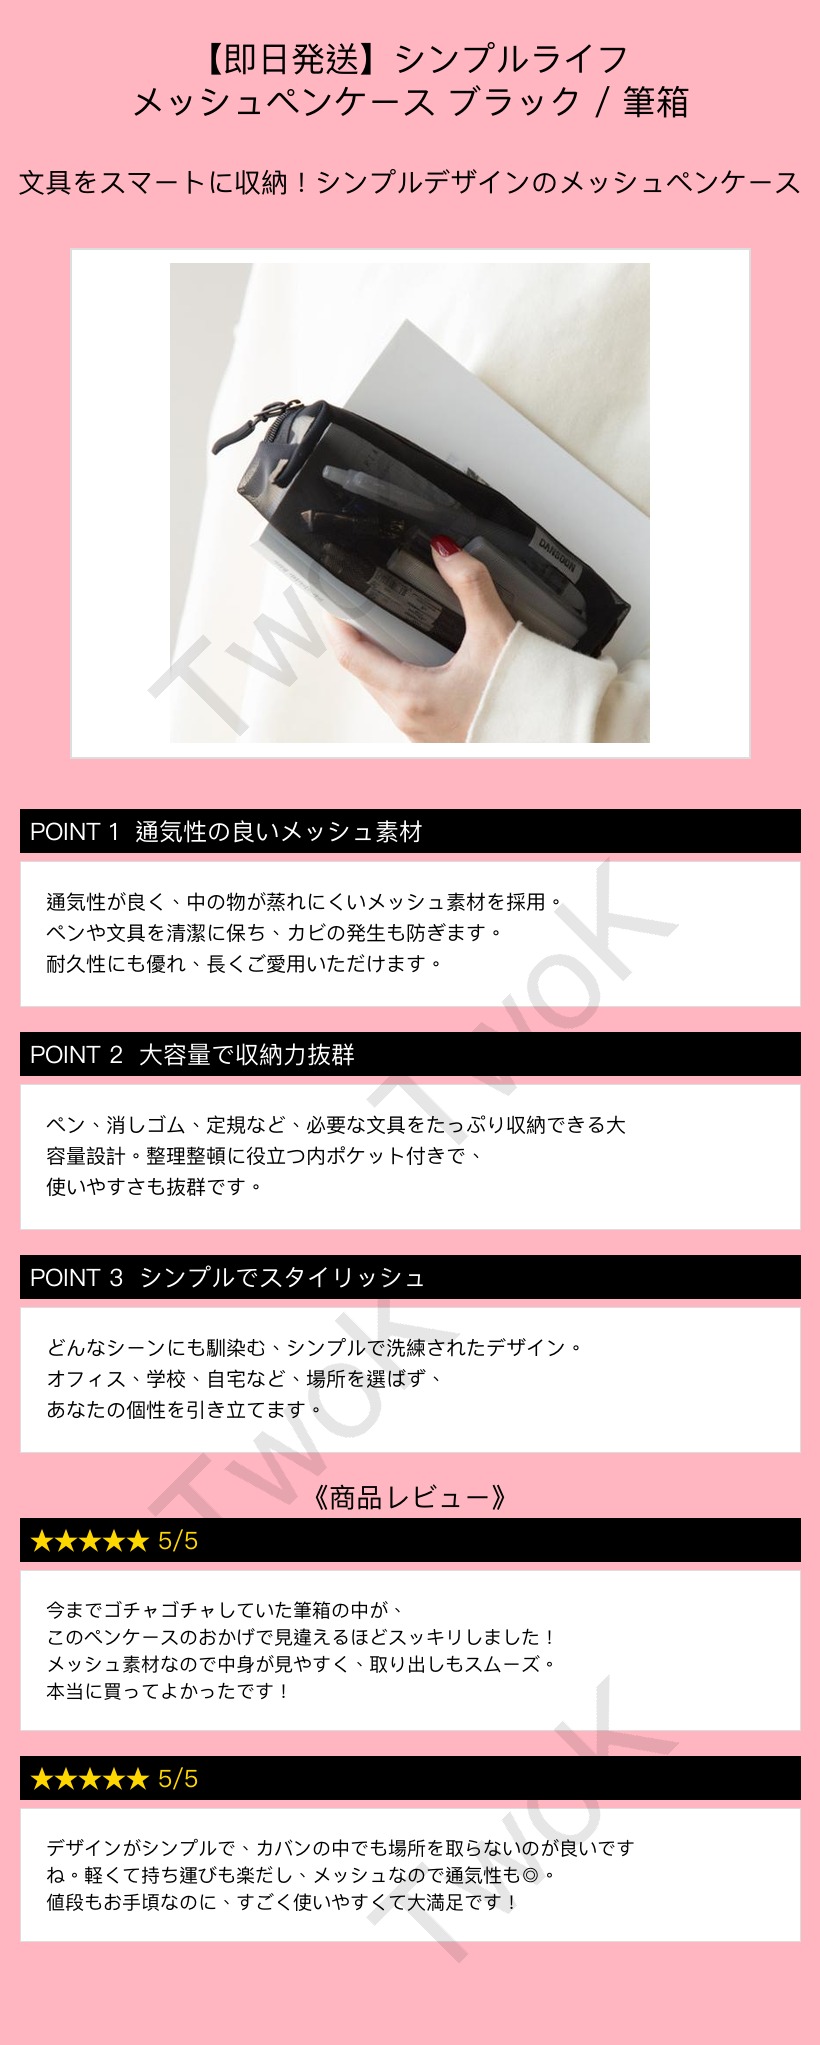 【即日発送】シンプルライフ
メッシュペンケース ブラック / 筆箱
文具をスマートに収納！シンプルデザインのメッシュペンケース
DANBOON
TwoK
POINT 1 通気性の良いメッシュ素材
通気性が良く、中の物が蒸れにくいメッシュ素材を採用。
ペンや文具を清潔に保ち、カビの発生も防ぎます。
耐久性にも優れ、長くご愛用いただけます。
TwoK
POINT 2 大容量で収納力抜群
ペン、消しゴム、定規など、必要な文具をたっぷり収納できる大
容量設計。整理整頓に役立つ内ポケット付きで、
使いやすさも抜群です。
POINT 3 シンプルでスタイリッシュ
どんなシーンにも馴染む、シンプルで洗練されたデザイン。
オフィス、学校、自宅など、場所を選ばず、
あなたの個性を引き立てます。
TwoK
《商品レビュー》
★★★★★ 5/5
今までゴチャゴチャしていた筆箱の中が、
このペンケースのおかげで見違えるほどスッキリしました！
メッシュ素材なので中身が見やすく、取り出しもスムーズ。
本当に買ってよかったです！
★★★★★ 5/5
デザインがシンプルで、カバンの中でも場所を取らないのが良いです
ね。軽くて持ち運びも楽だし、メッシュなので通気性も◎。
値段もお手頃なのに、すごく使いやすくて大満足です！
TwoK